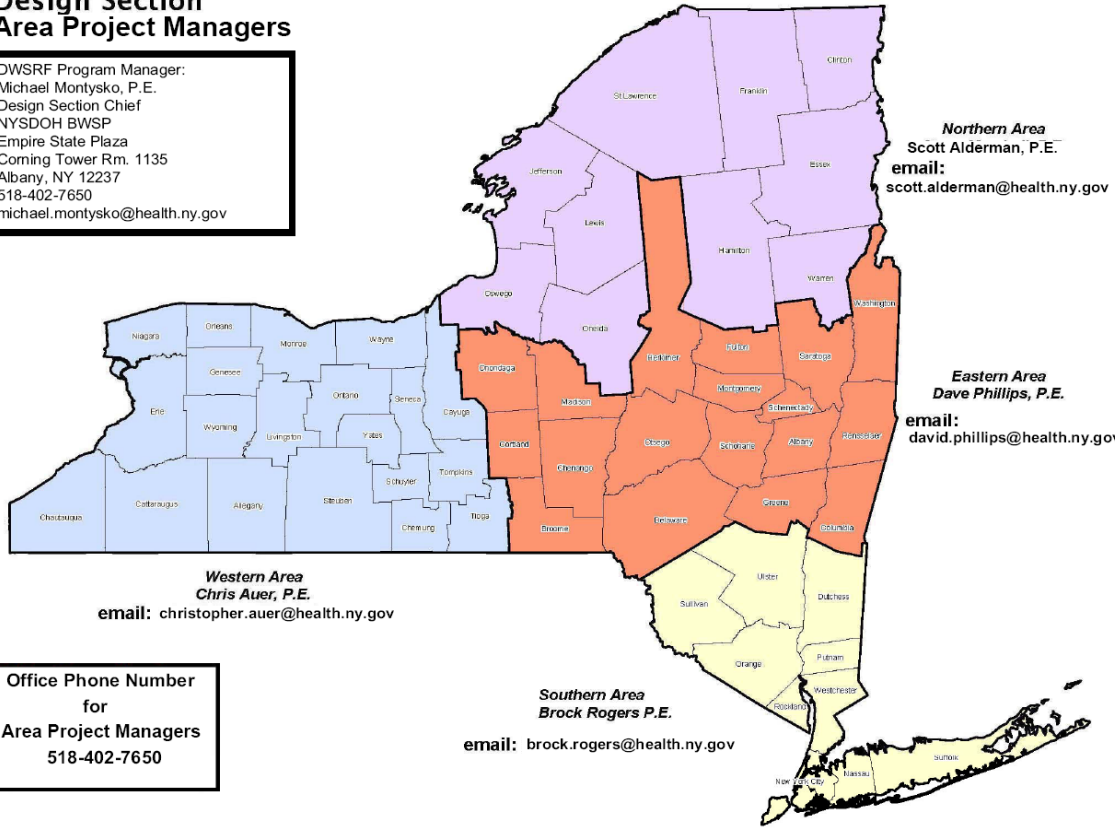 Design Section
Area Project Managers
DWSRF Program Manager:
Michael Montysko, P.E.
Design Section Chief
NYSDOH BWSP
Empire State Plaza
Corning Tower Rm. 1135
Albany, NY 12237
518-402-7650
michael.montysko@health.ny.gov
Northern Area
Scott Alderman, P.E.
email:
scott.alderman@health.ny.gov
Clinton
Franklin
St.Lawrence
Essex
Jefferson
Lewis
Hamilton
Warren
Oswego
Oneida
Washington
Herkimer
Fulton
Saratoga
Onondaga
Madison
Montgomery
Schenectady
Cortland
Chenango
Otsego
Schoharie
Albany
Rensselaer
Broome
Delaware
Greene
Columbia
Eastern Area
Dave Phillips, P.E.
email:
david.phillips@health.ny.gov
Niagara
Orleans
Monroe
Wayne
Genesee
Ontario
Seneca
Cayuga
Erie
Wyoming
Livingston
Yates
Tompkins
Schuyler
Chautauqua
Cattaraugus
Allegany
Steuben
Chemung
Tioga
Western Area
Chris Auer, P.E.
email: christopher.auer@health.ny.gov
Ulster
Sullivan
Dutchess
Orange
Putnam
Westchester
Rockland
New York City
Nassau
Suffolk
Southern Area
Brock Rogers P.E.
email: brock.rogers@health.ny.gov
Office Phone Number
for
Area Project Managers
518-402-7650